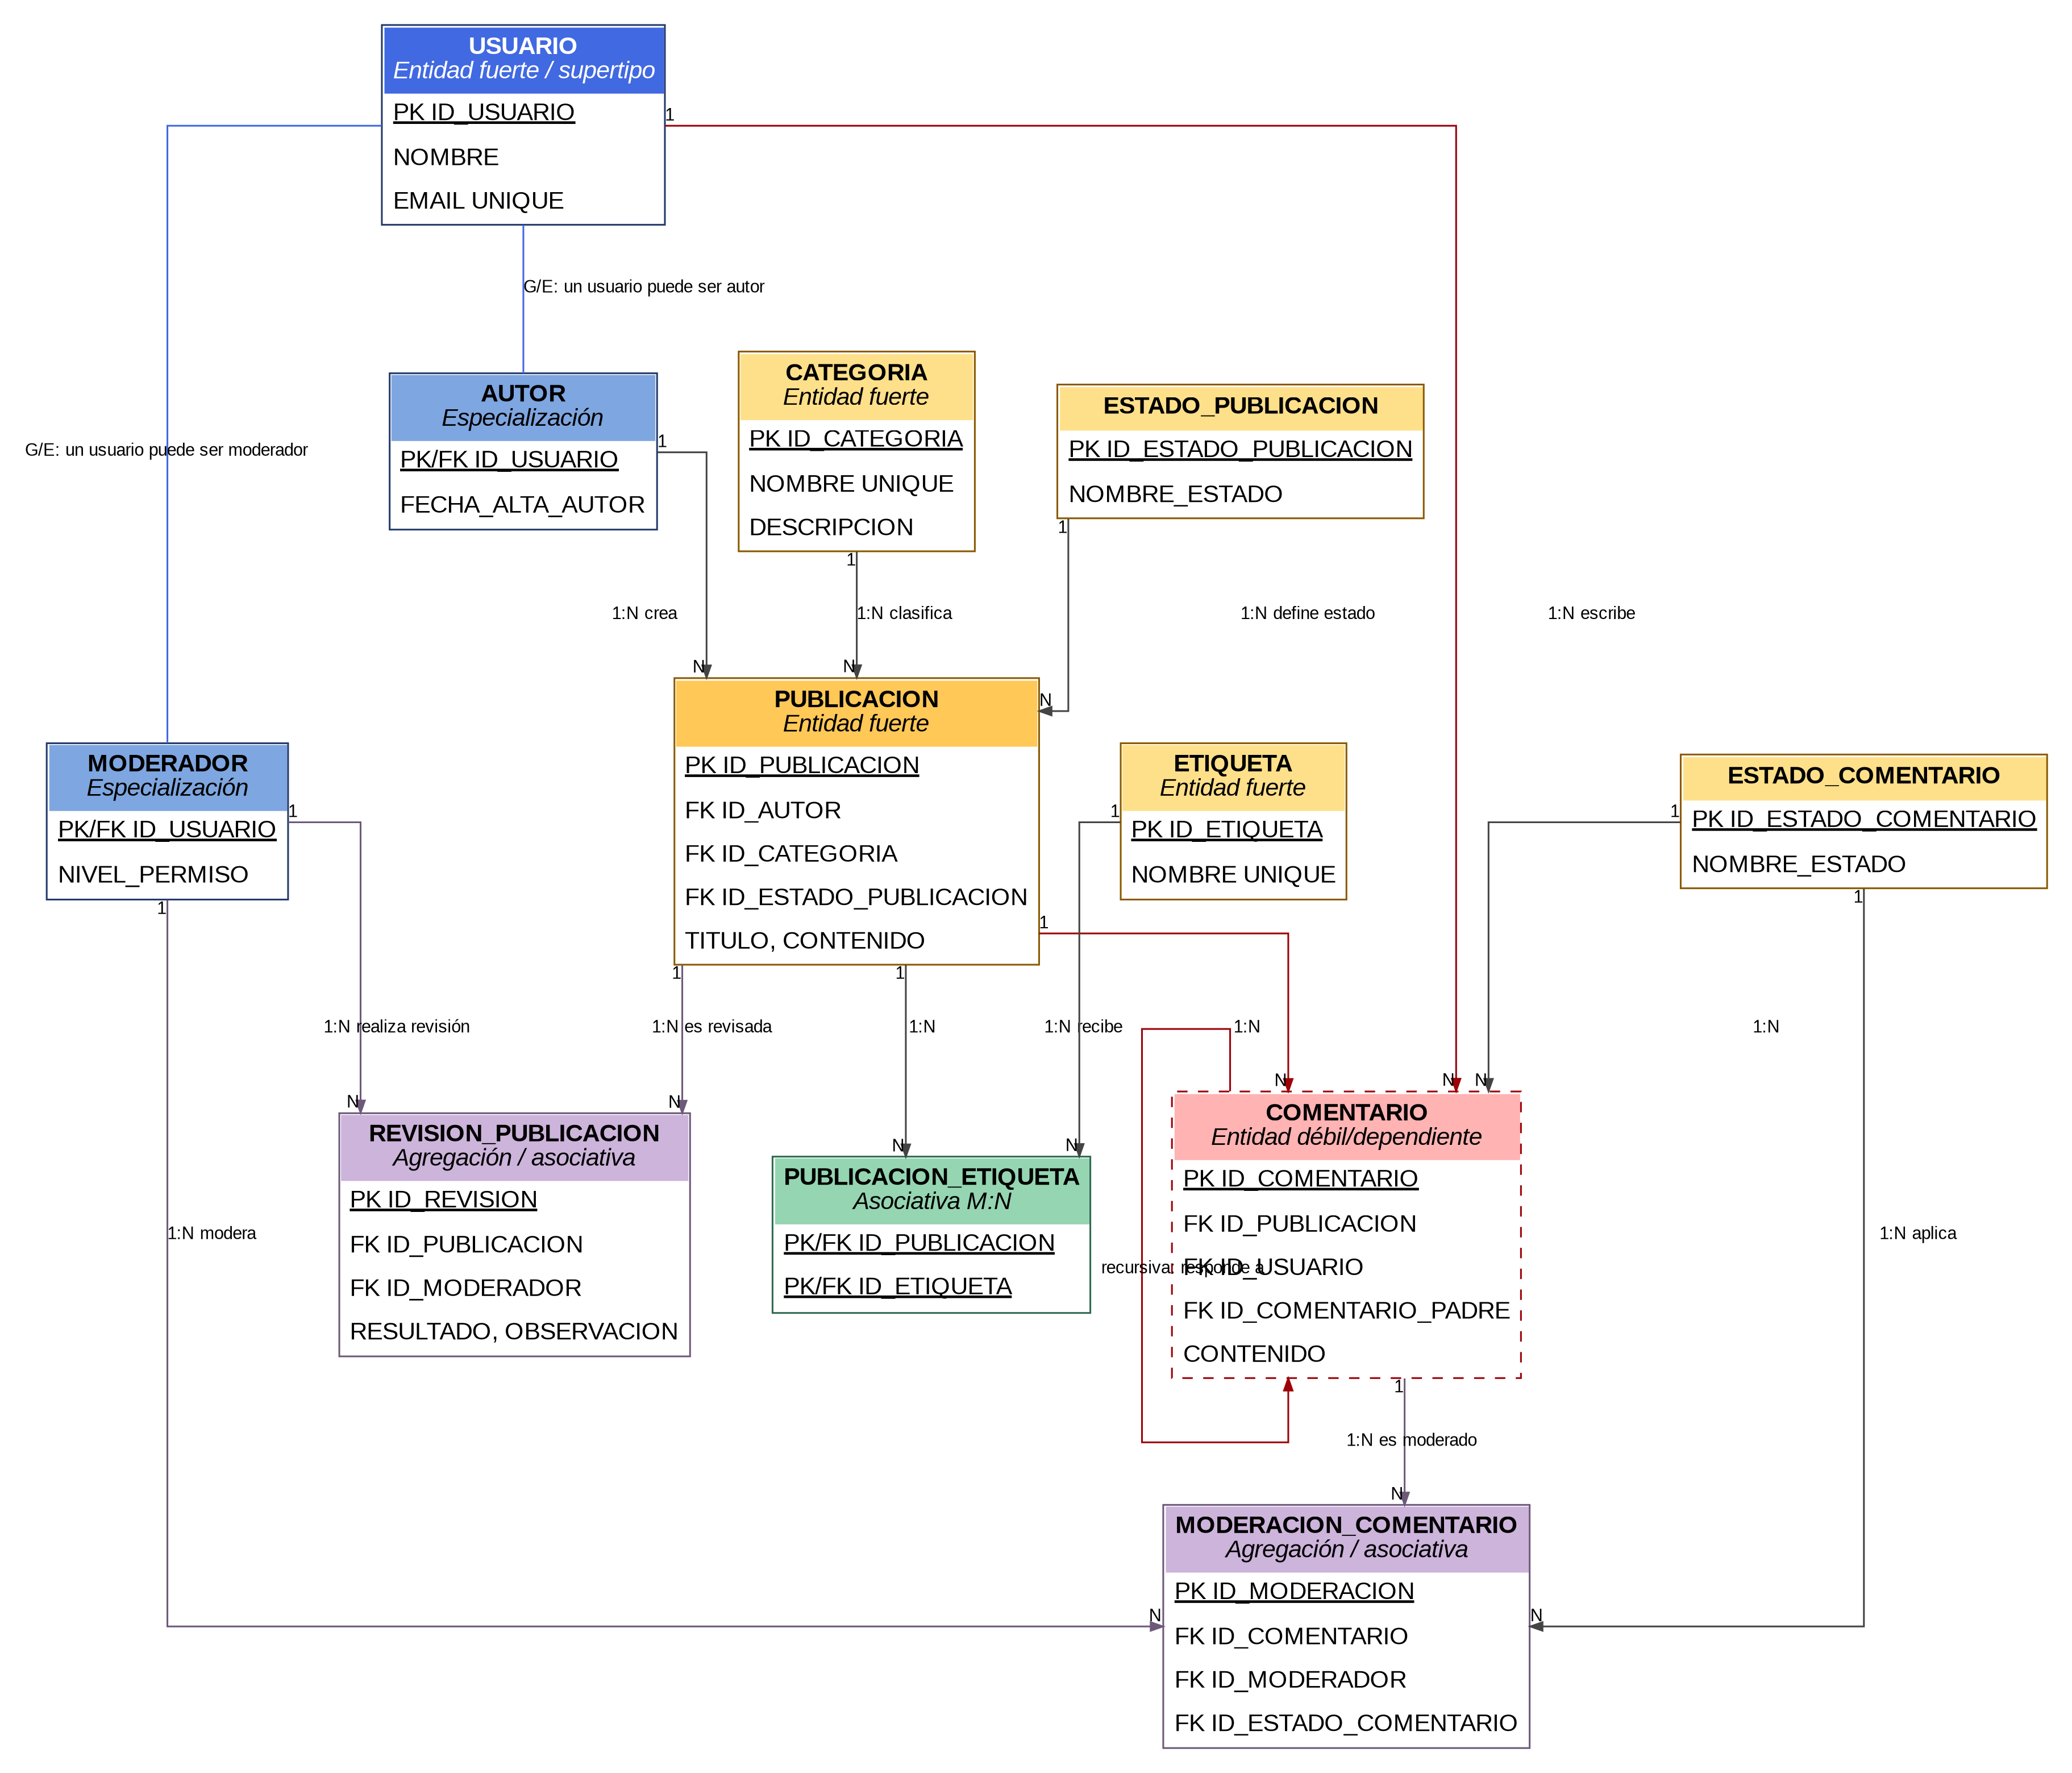 USUARIO
Entidad fuerte / supertipo
PK ID_USUARIO
NOMBRE
EMAIL UNIQUE
1
G/E: un usuario puede ser autor
G/E: un usuario puede ser moderador
AUTOR
Especialización
PK/FK ID_USUARIO
FECHA_ALTA_AUTOR
1
CATEGORIA
Entidad fuerte
PK ID_CATEGORIA
NOMBRE UNIQUE
DESCRIPCION
1
ESTADO_PUBLICACION
PK ID_ESTADO_PUBLICACION
NOMBRE_ESTADO
1
1:N crea
1:N clasifica
1:N define estado
1:N escribe
N
N
N
MODERADOR
Especialización
PK/FK ID_USUARIO
NIVEL_PERMISO
1
1
PUBLICACION
Entidad fuerte
PK ID_PUBLICACION
FK ID_AUTOR
FK ID_CATEGORIA
FK ID_ESTADO_PUBLICACION
TITULO, CONTENIDO
1
1
1
ETIQUETA
Entidad fuerte
PK ID_ETIQUETA
NOMBRE UNIQUE
1
ESTADO_COMENTARIO
PK ID_ESTADO_COMENTARIO
NOMBRE_ESTADO
1
1
1:N realiza revisión
1:N es revisada
1:N
1:N recibe
1:N
1:N
N
N
N
N
N
N
N
REVISION_PUBLICACION
Agregación / asociativa
PK ID_REVISION
FK ID_PUBLICACION
FK ID_MODERADOR
RESULTADO, OBSERVACION
PUBLICACION_ETIQUETA
Asociativa M:N
PK/FK ID_PUBLICACION
PK/FK ID_ETIQUETA
COMENTARIO
Entidad débil/dependiente
PK ID_COMENTARIO
FK ID_PUBLICACION
FK ID_USUARIO
FK ID_COMENTARIO_PADRE
CONTENIDO
1
recursiva: responde a
1:N modera
1:N aplica
1:N es moderado
N
N
N
MODERACION_COMENTARIO
Agregación / asociativa
PK ID_MODERACION
FK ID_COMENTARIO
FK ID_MODERADOR
FK ID_ESTADO_COMENTARIO